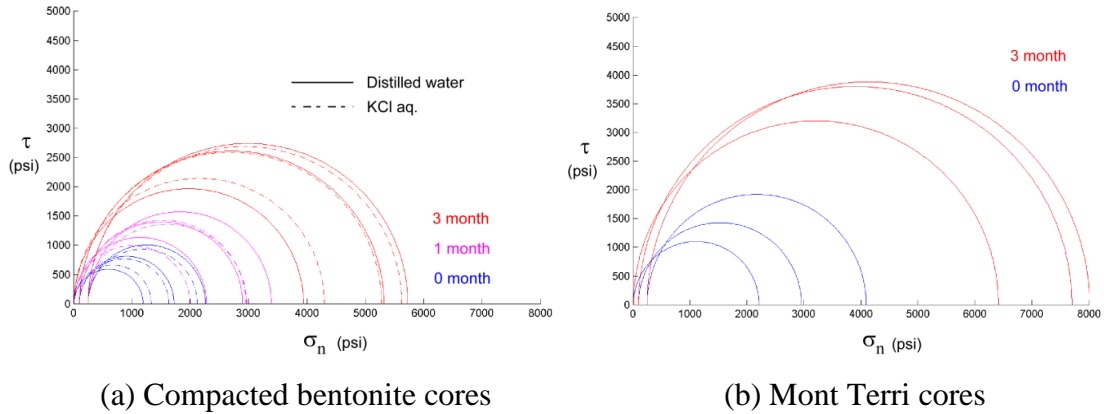 5000
4500
4000
3500
3000
2500
2000
1500
1000
500
0
τ
(psi)
Distilled water
KCl aq.
3 month
1 month
0 month
0 1000 2000 3000 4000 5000 6000 7000 8000
σn (psi)
(a) Compacted bentonite cores
5000
4500
4000
3500
3000
2500
2000
1500
1000
500
0
τ
(psi)
3 month
0 month
0 1000 2000 3000 4000 5000 6000 7000 8000
σn (psi)
(b) Mont Terri cores